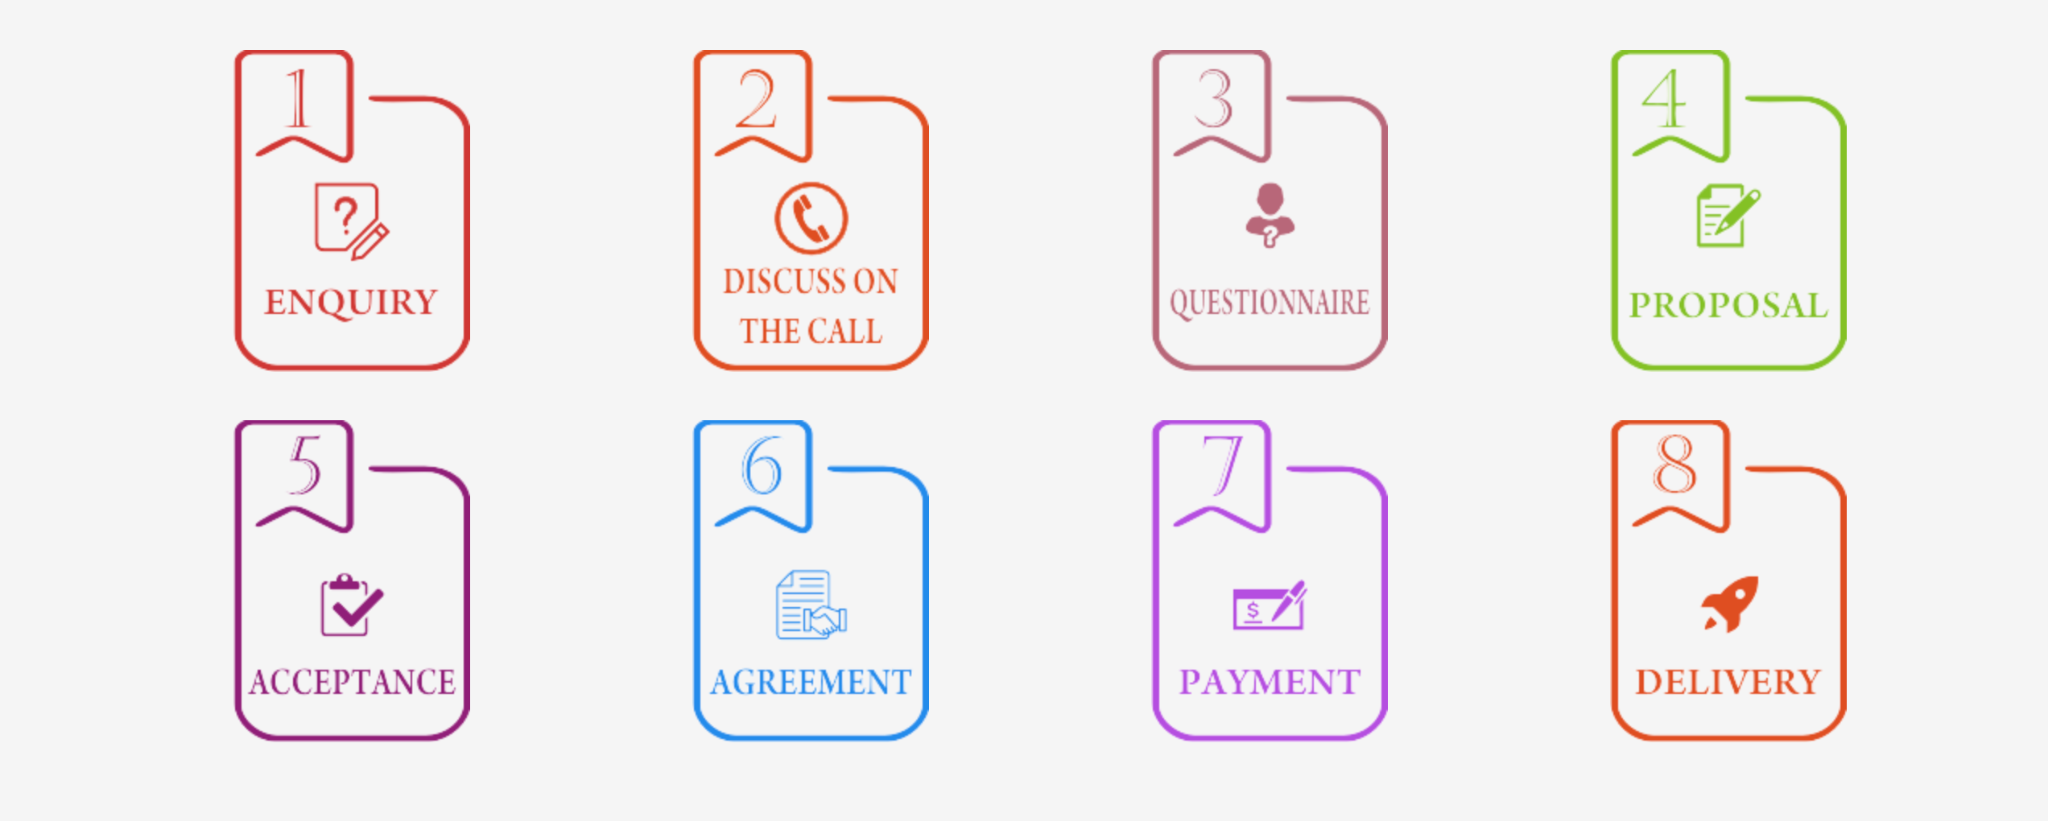 1
ENQUIRY
?
2
DISCUSS ON
THE CALL
3
?
QUESTIONNAIRE
4
PROPOSAL
5
ACCEPTANCE
6
AGREEMENT
7
$
PAYMENT
8
DELIVERY